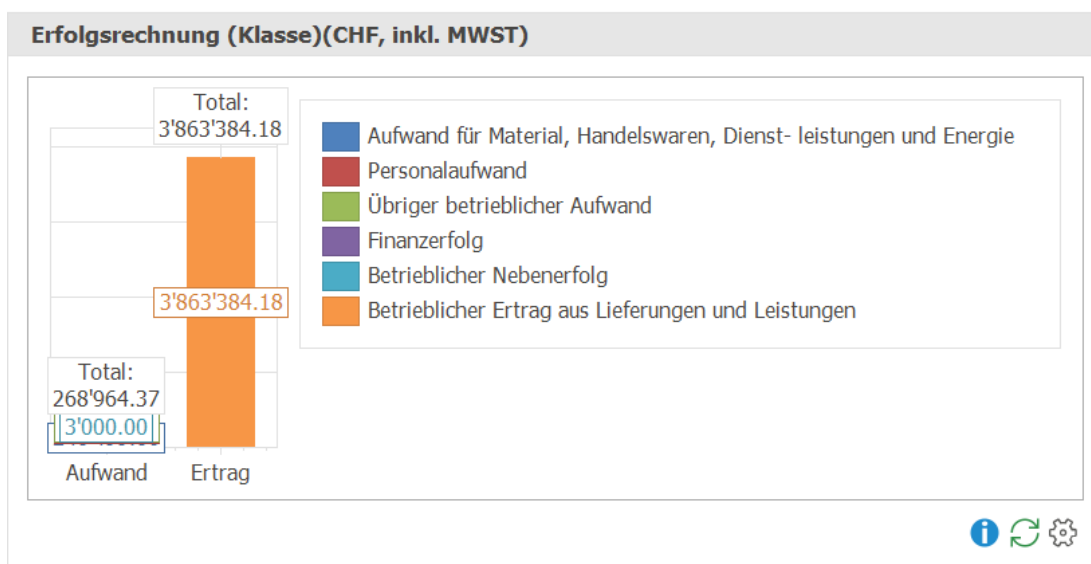 Erfolgsrechnung (Klasse)(CHF, inkl. MWST)
Total:
3'863'384.18
3'863'384.18
Total:
268'964.37
3'000.00
Aufwand
Ertrag
Aufwand für Material, Handelswaren, Dienst- leistungen und Energie
Personalaufwand
Übriger betrieblicher Aufwand
Finanzerfolg
Betrieblicher Nebenerfolg
Betrieblicher Ertrag aus Lieferungen und Leistungen